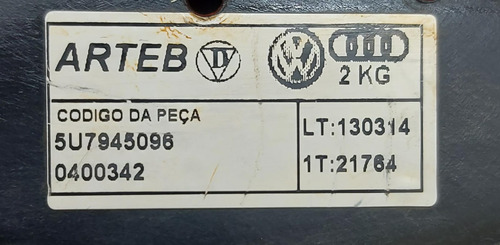 ARTEB
2 KG
CODIGO DA PEÇA
5U7945096
0400342
LT:130314
1T:21764